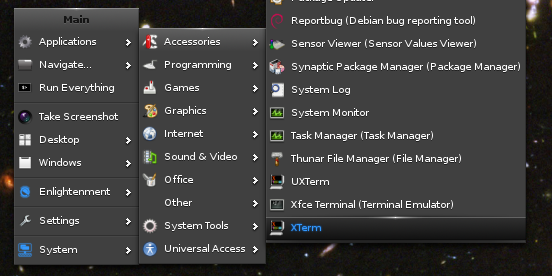 Main
Applications
Navigate...
Run Everything
Take Screenshot
Desktop
Windows
Enlightenment
Settings
System
Accessories
Programming
Games
Graphics
Internet
Sound & Video
Office
Other
System Tools
Universal Access
Reportbug (Debian bug reporting tool)
Sensor Viewer (Sensor Values Viewer)
Synaptic Package Manager (Package Manager)
System Log
System Monitor
Task Manager (Task Manager)
Thunar File Manager (File Manager)
UXTerm
Xfce Terminal (Terminal Emulator)
XTerm